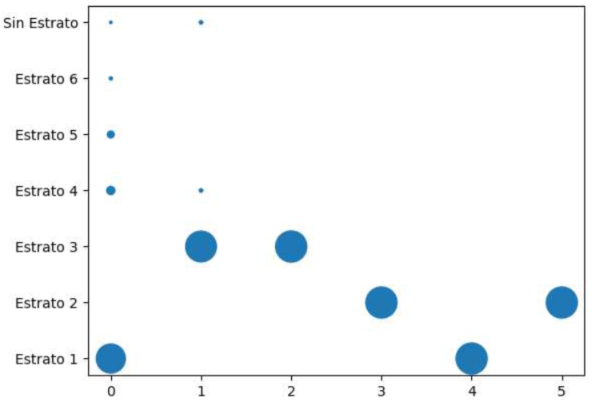 Sin Estrato
Estrato 6
Estrato 5
Estrato 4
Estrato 3
Estrato 2
Estrato 1
0 1 2 3 4 5